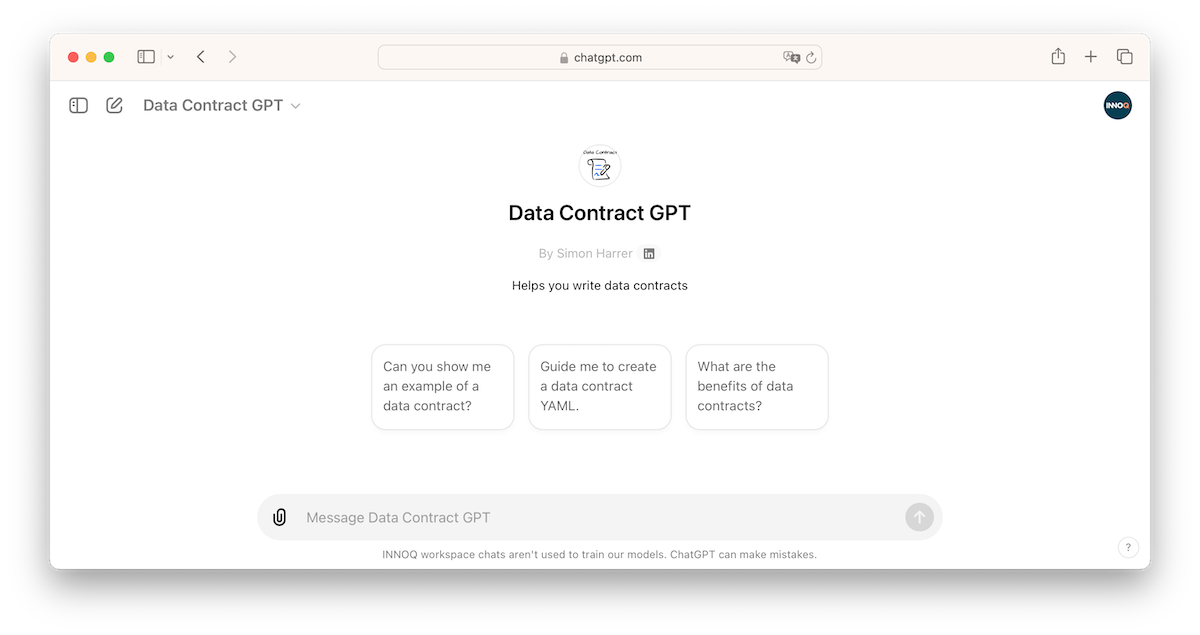 chatgpt.com
Data Contract GPT
INNOQ
Data Contract
Data Contract GPT
By Simon Harrer
in
Helps you write data contracts
Can you show me
an example of a
data contract?
Guide me to create
a data contract
YAML.
What are the
benefits of data
contracts?
Message Data Contract GPT
INNOQ workspace chats aren't used to train our models. ChatGPT can make mistakes.
?